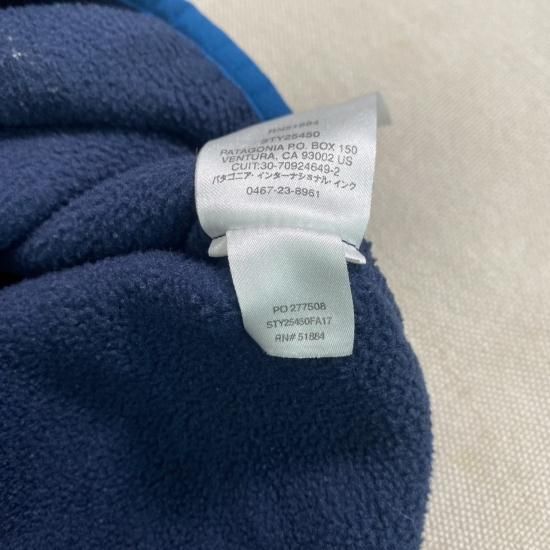 RN51884
STY25450
PATAGONIA P.O. BOX 150
VENTURA, CA 93002 US
CUIT:30-70924649-2
パタゴニア・インターナショナル・インク
0467-23-8961
PO 277508
STY25450FA17
RN# 51884